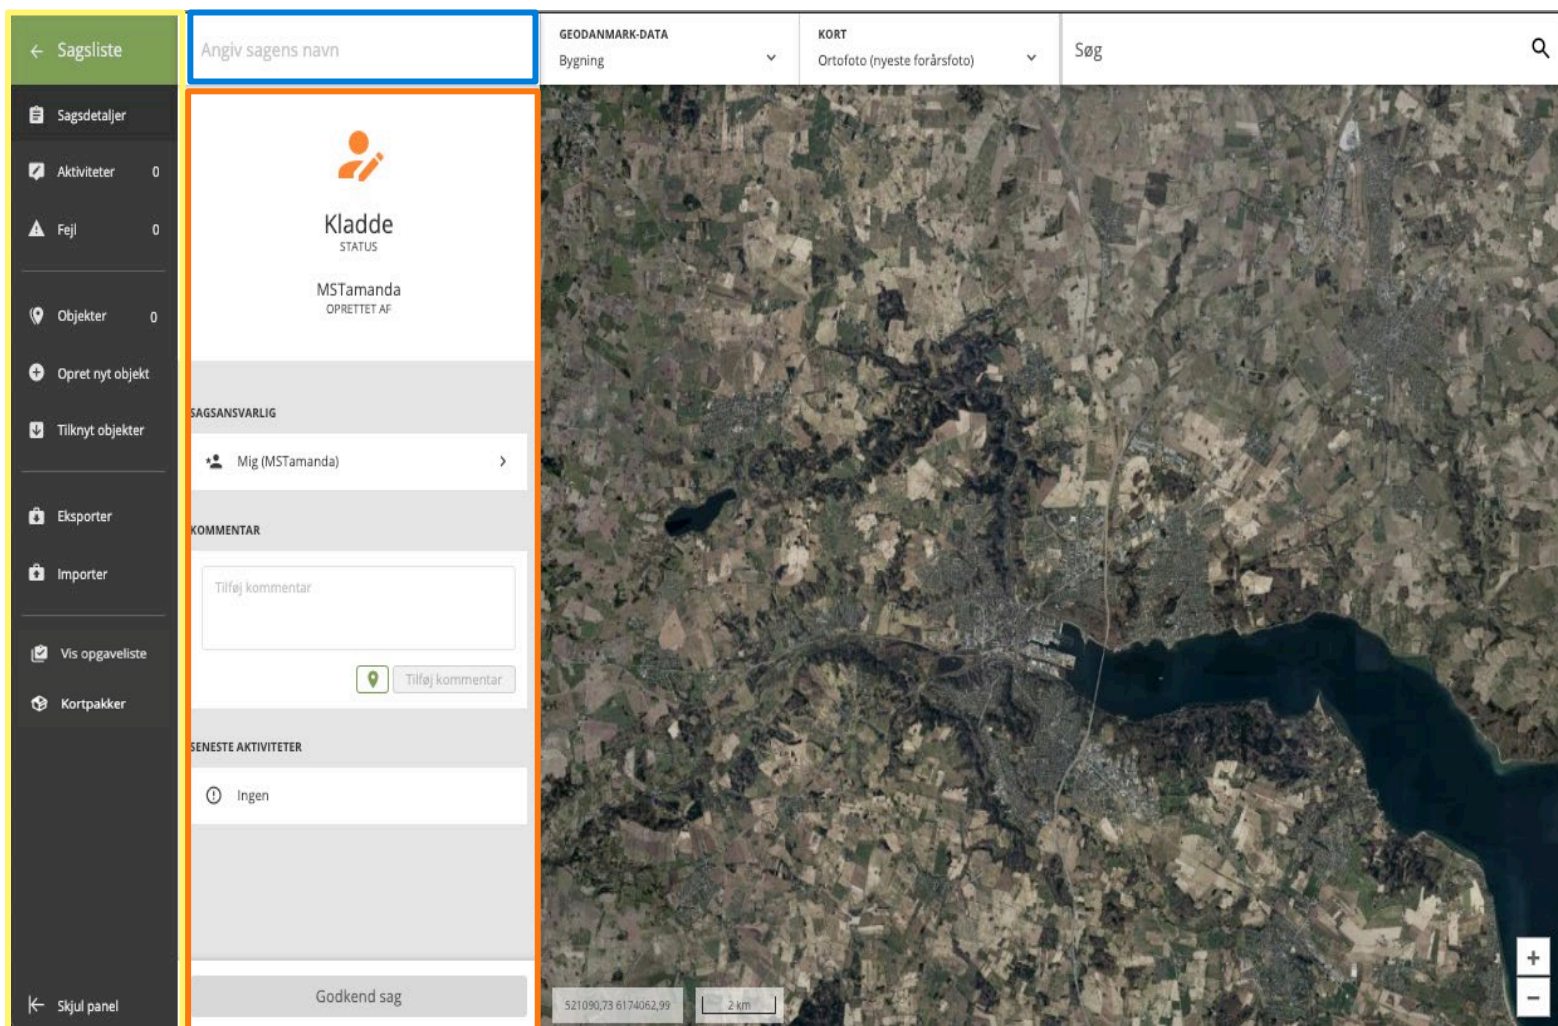 Sagsliste
Sagsdetaljer
Aktiviteter 0
Fejl 0
Objekter 0
Opret nyt objekt
Tilknyt objekter
Eksporter
Importer
Vis opgaveliste
Kortpakker
Skjul panel
Angiv sagens navn
Kladde
STATUS
MSTamanda
OPRETTET AF
SAGSANSVARLIG
Mig (MSTamanda)
KOMMENTAR
Tilføj kommentar
Tilføj kommentar
SENESTE AKTIVITETER
Ingen
Godkend sag
GEODANMARK-DATA
Bygning
KORT
Ortofoto (nyeste forårsfoto)
Søg
521090,73 6174062,99
2 km
+
−